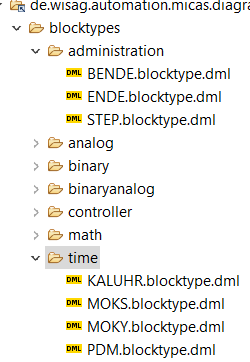 de.wisag.automation.micas.diagra
blocktypes
administration
DML BENDE.blocktype.dml
DML ENDE.blocktype.dml
DML STEP.blocktype.dml
analog
binary
binaryanalog
controller
math
time
DML KALUHR.blocktype.dml
DML MOKS.blocktype.dml
DML MOKY.blocktype.dml
DML PDM.blocktype.dml